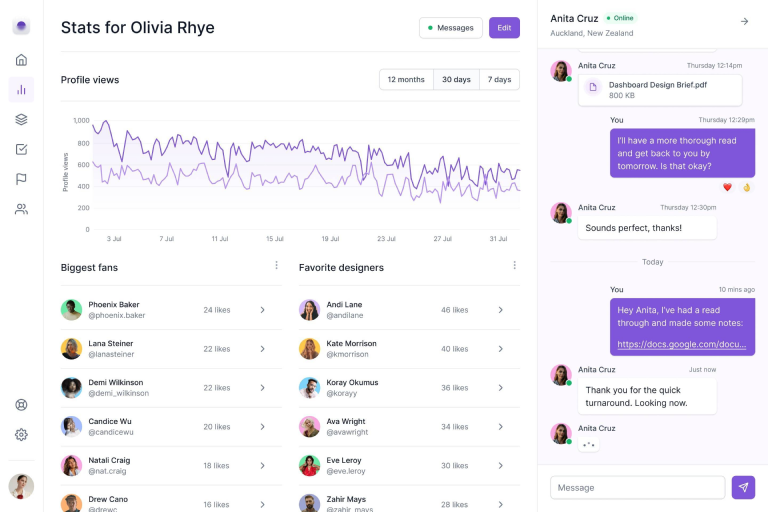 Stats for Olivia Rhye
Messages
Edit
Profile views
12 months
30 days
7 days
Profile views
1,000
800
600
400
200
0
3 Jul
7 Jul
11 Jul
15 Jul
19 Jul
23 Jul
27 Jul
31 Jul
Biggest fans
Phoenix Baker
@phoenix.baker
24 likes
Lana Steiner
@lanasteiner
22 likes
Demi Wilkinson
@demi_wilkinson
22 likes
Candice Wu
@candicewu
20 likes
Natali Craig
@nat.craig
18 likes
Drew Cano
@drewc
16 likes
Favorite designers
Andi Lane
@andilane
46 likes
Kate Morrison
@kmorrison
40 likes
Koray Okumus
@korayy
36 likes
Ava Wright
@avawright
34 likes
Eve Leroy
@eve.leroy
30 likes
Zahir Mays
@zahir_mays
28 likes
Anita Cruz
Online
Auckland, New Zealand
Anita Cruz
Thursday 12:14pm
Dashboard Design Brief.pdf
800 KB
You
Thursday 12:29pm
I'll have a more thorough read
and get back to you by
tomorrow. Is that okay?
Anita Cruz
Thursday 12:30pm
Sounds perfect, thanks!
Today
You
10 mins ago
Hey Anita, I've had a read
through and made some notes:
https://docs.google.com/docu...
Anita Cruz
Just now
Thank you for the quick
turnaround. Looking now.
Anita Cruz
Message